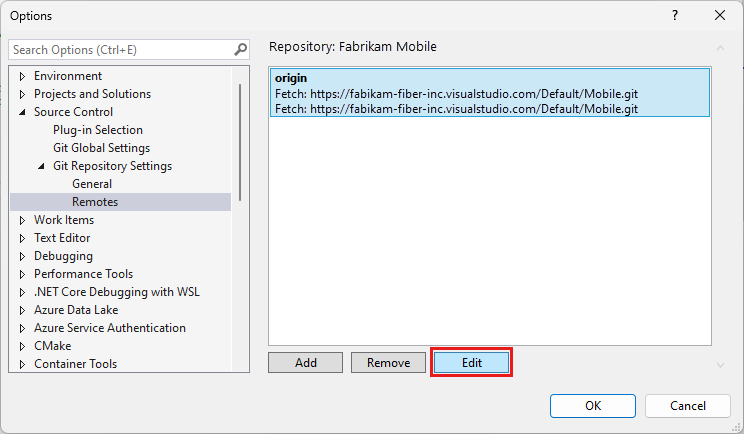 Options
?
Search Options (Ctrl+E)
Environment
Projects and Solutions
Source Control
Plug-in Selection
Git Global Settings
Git Repository Settings
General
Remotes
Work Items
Text Editor
Debugging
Performance Tools
.NET Core Debugging with WSL
Azure Data Lake
Azure Service Authentication
CMake
Container Tools
Repository: Fabrikam Mobile
origin
Fetch: https://fabikam-fiber-inc.visualstudio.com/Default/Mobile.git
Fetch: https://fabikam-fiber-inc.visualstudio.com/Default/Mobile.git
Add
Remove
Edit
OK
Cancel